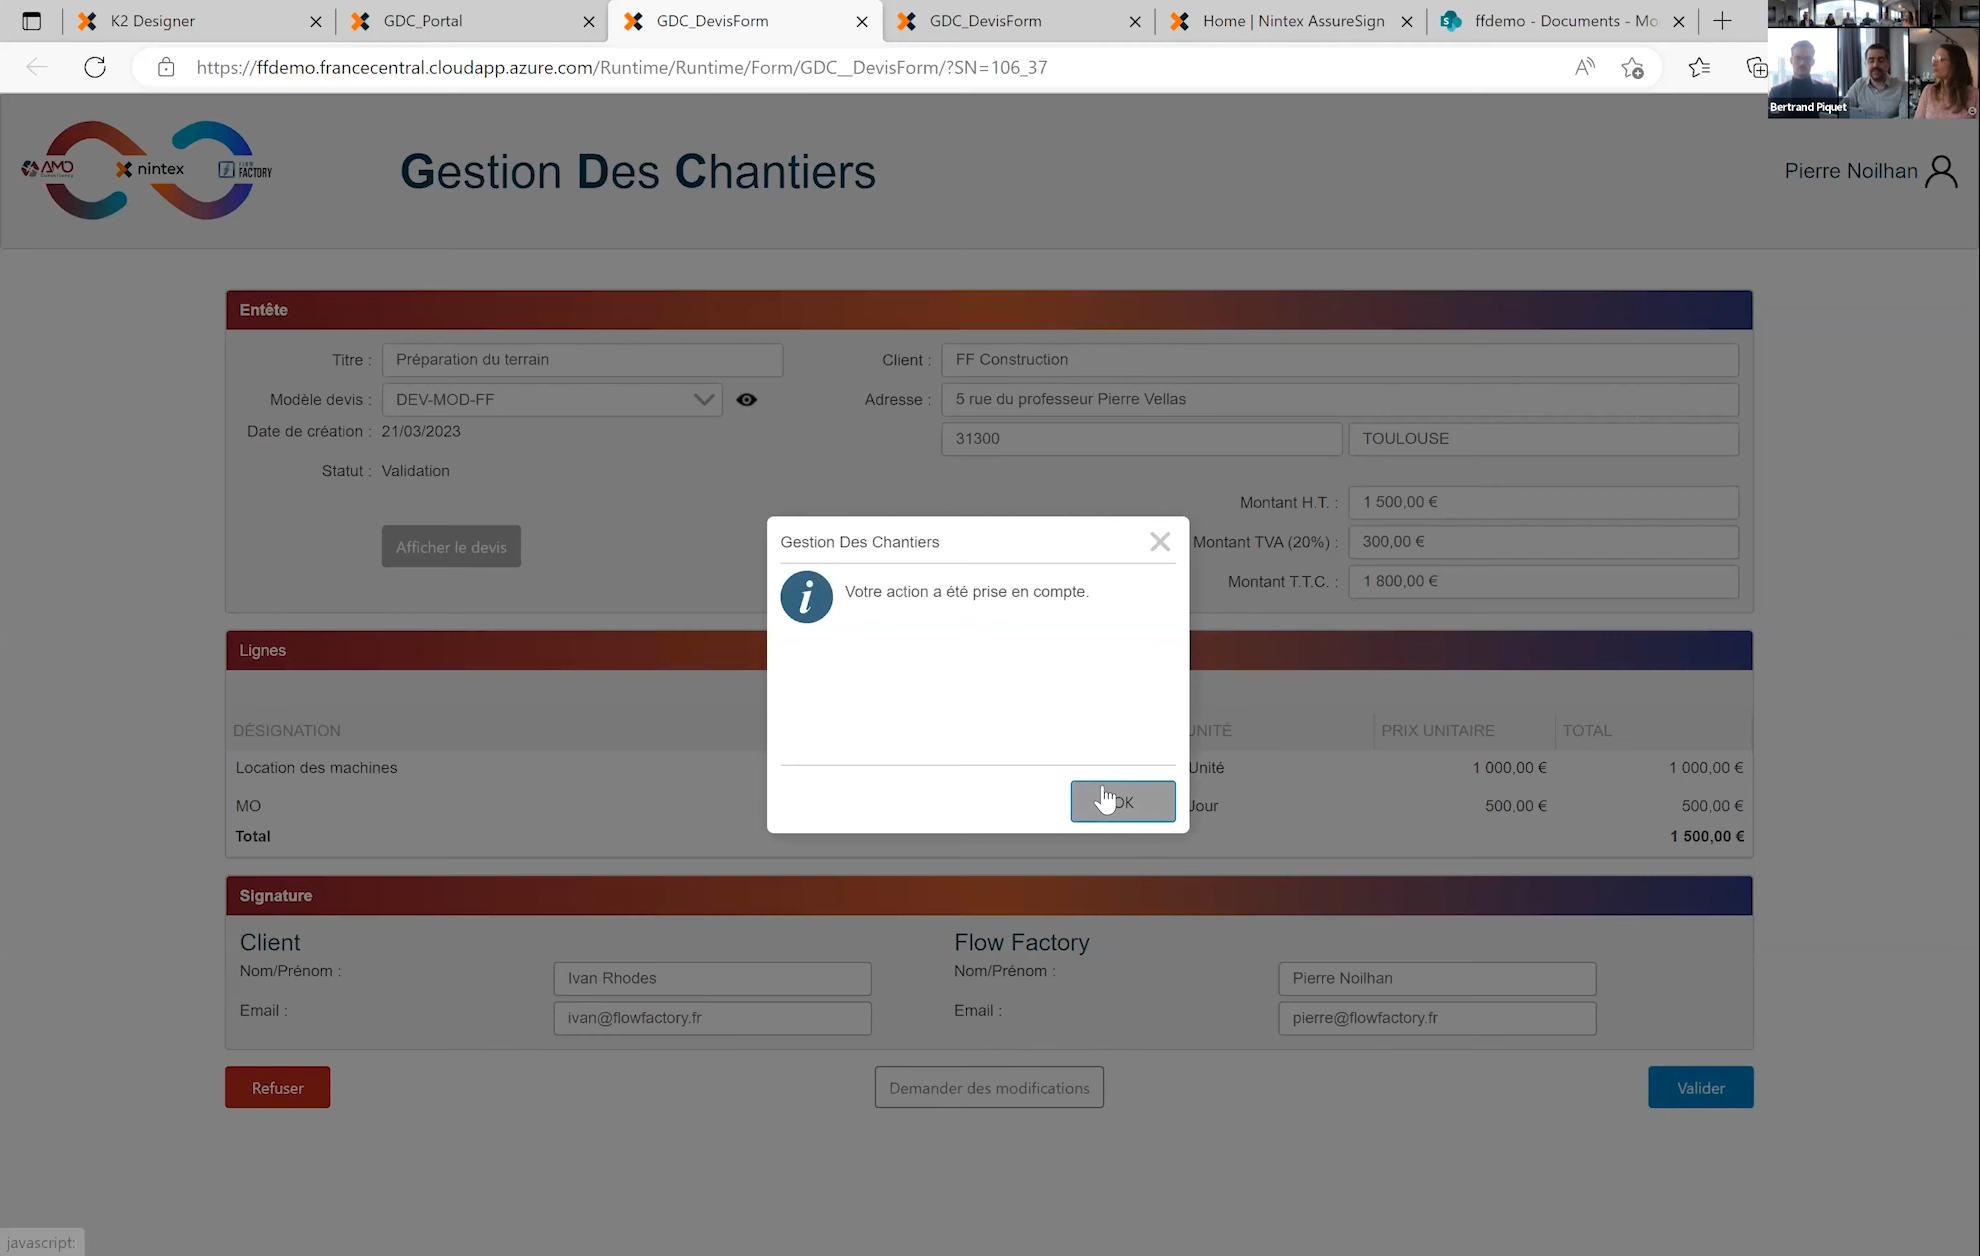 K2 Designer
GDC_Portal
GDC_DevisForm
GDC_DevisForm
Home | Nintex AssureSign
ffdemo - Documents - Mo
https://ffdemo.francecentral.cloudapp.azure.com/Runtime/Runtime/Form/GDC__DevisForm/?SN=106_37
Bertrand Piquet
AMO
nintex
FLOW
FACTORY
Gestion Des Chantiers
Pierre Noilhan
Entête
Titre :
Préparation du terrain
Client :
FF Construction
Modèle devis :
DEV-MOD-FF
Adresse :
5 rue du professeur Pierre Vellas
Date de création :
21/03/2023
31300
TOULOUSE
Statut :
Validation
Montant H.T. :
1 500,00 €
Afficher le devis
Montant TVA (20%) :
300,00 €
Montant T.T.C. :
1 800,00 €
Gestion Des Chantiers
Votre action a été prise en compte.
OK
Lignes
DÉSIGNATION
UNITÉ
PRIX UNITAIRE
TOTAL
Location des machines
Unité
1 000,00 €
1 000,00 €
MO
Jour
500,00 €
500,00 €
Total
1 500,00 €
Signature
Client
Flow Factory
Nom/Prénom :
Ivan Rhodes
Nom/Prénom :
Pierre Noilhan
Email :
ivan@flowfactory.fr
Email :
pierre@flowfactory.fr
Refuser
Demander des modifications
Valider
javascript: